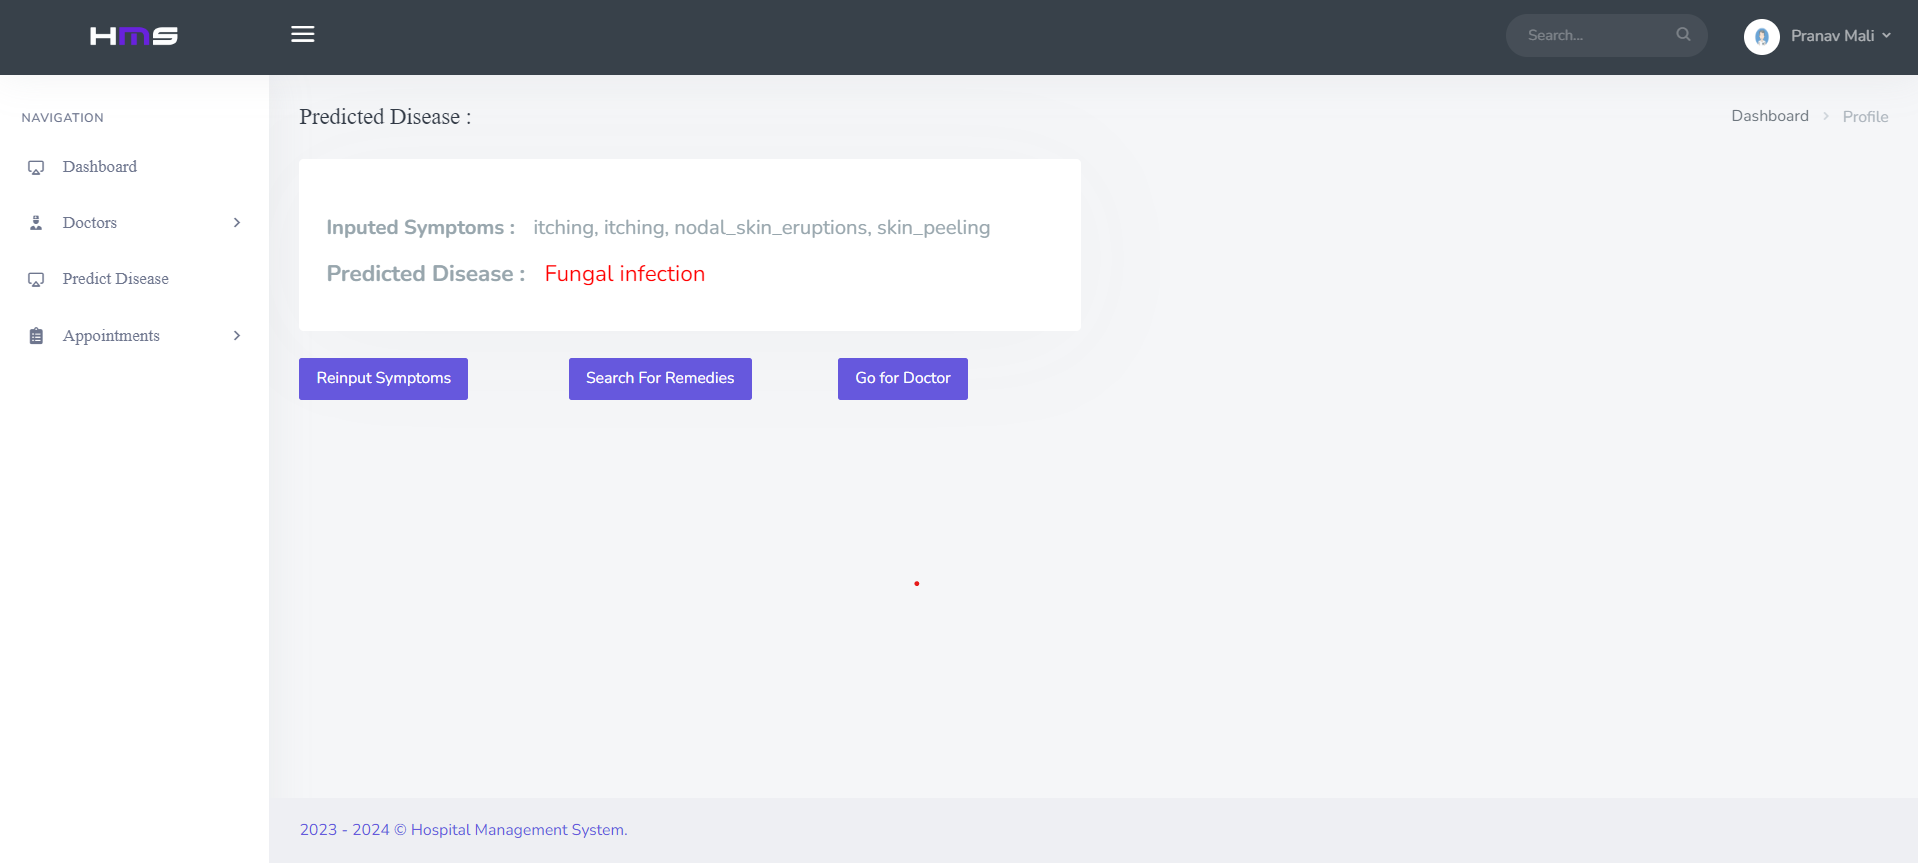 HMS
Search...
Pranav Mali
NAVIGATION
Dashboard
Doctors
Predict Disease
Appointments
Predicted Disease :
Dashboard > Profile
Inputed Symptoms : itching, itching, nodal_skin_eruptions, skin_peeling
Predicted Disease : Fungal infection
Reinput Symptoms
Search For Remedies
Go for Doctor
2023 - 2024 © Hospital Management System.